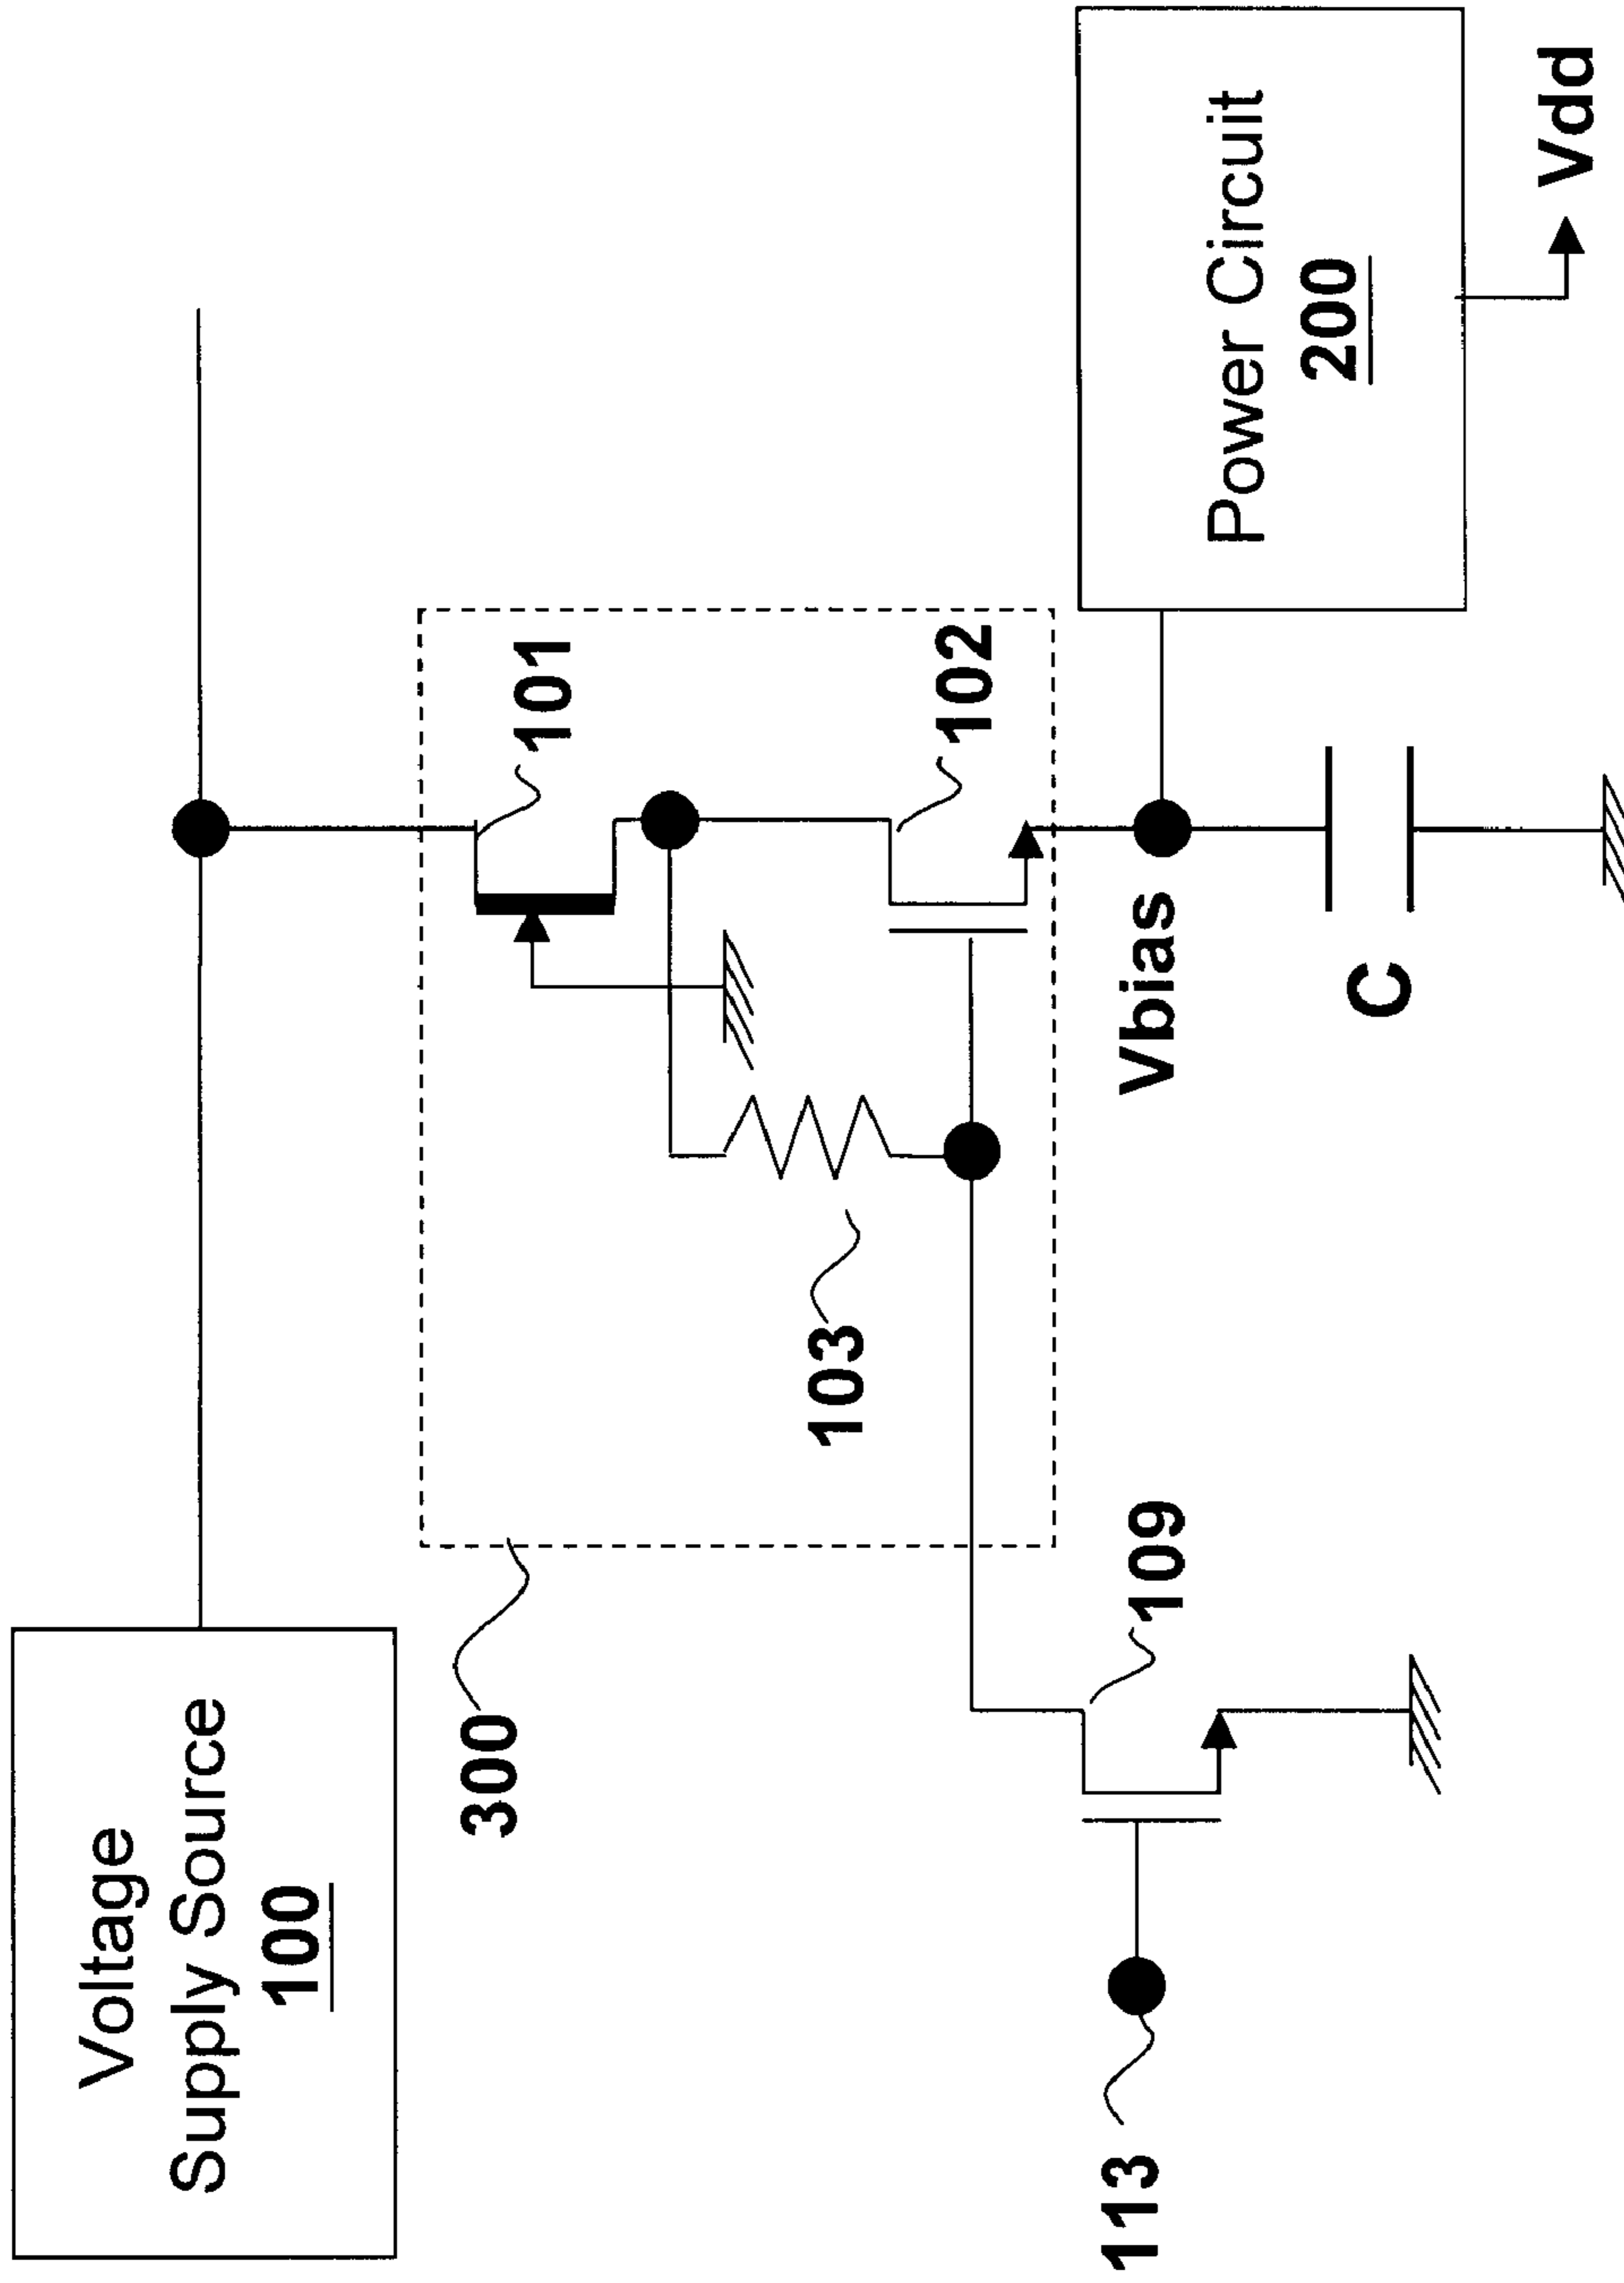 Voltage
Supply Source
100
300
101
103
102
109
113
Vbias
C
Power Circuit
200
Vdd